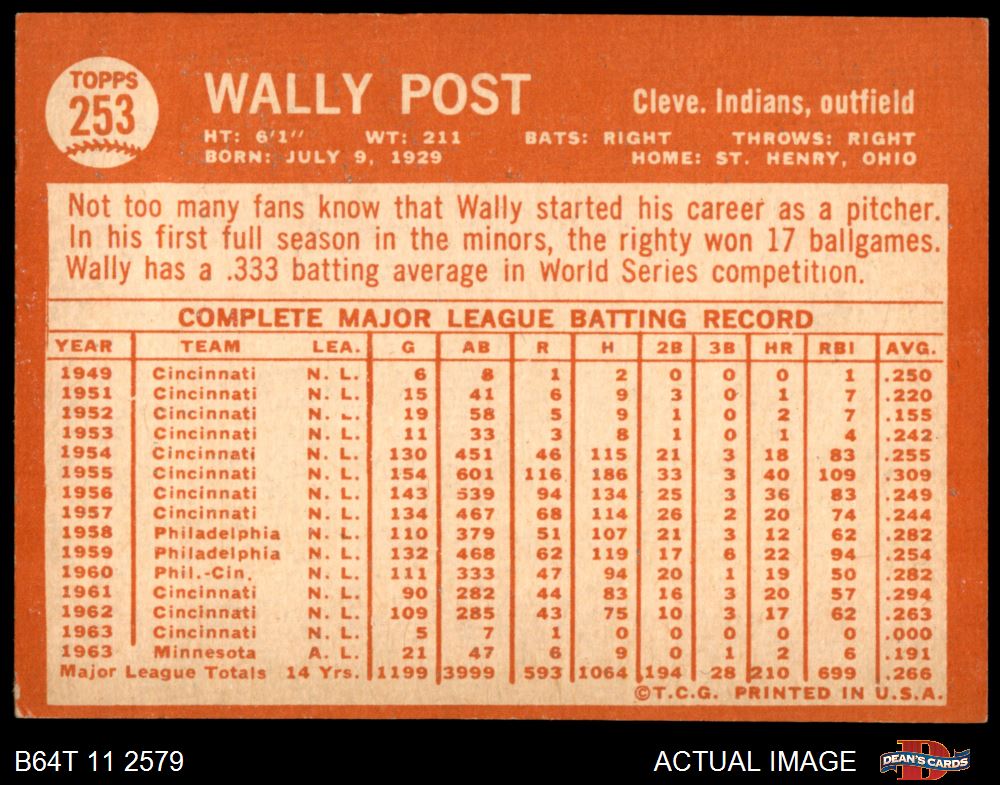 TOPPS
253
WALLY POST
Cleve. Indians, outfield
HT: 6'1" WT: 211 BATS: RIGHT THROWS: RIGHT
BORN: JULY 9, 1929 HOME: ST. HENRY, OHIO
Not too many fans know that Wally started his career as a pitcher.
In his first full season in the minors, the righty won 17 ballgames.
Wally has a .333 batting average in World Series competition.
COMPLETE MAJOR LEAGUE BATTING RECORD
YEAR TEAM LEA. G AB R H 2B 3B HR RBI AVG.
1949 Cincinnati N. L. 6 8 1 2 0 0 0 1 .250
1951 Cincinnati N. L. 15 41 6 9 3 0 1 7 .220
1952 Cincinnati N. L. 19 58 5 9 1 0 2 7 .155
1953 Cincinnati N. L. 11 33 3 8 1 0 1 4 .242
1954 Cincinnati N. L. 130 451 46 115 21 3 18 83 .255
1955 Cincinnati N. L. 154 601 116 186 33 3 40 109 .309
1956 Cincinnati N. L. 143 539 94 134 25 3 36 83 .249
1957 Cincinnati N. L. 134 467 68 114 26 2 20 74 .244
1958 Philadelphia N. L. 110 379 51 107 21 3 12 62 .282
1959 Philadelphia N. L. 132 468 62 119 17 6 22 94 .254
1960 Phil.-Cin. N. L. 111 333 47 94 20 1 19 50 .282
1961 Cincinnati N. L. 90 282 44 83 16 3 20 57 .294
1962 Cincinnati N. L. 109 285 43 75 10 3 17 62 .263
1963 Cincinnati N. L. 5 7 1 0 0 0 0 0 .000
1963 Minnesota A. L. 21 47 6 9 0 1 2 6 .191
Major League Totals 14 Yrs. 1199 3999 593 1064 194 28 210 699 .266
©T.C.G. PRINTED IN U.S.A.
B64T 11 2579
ACTUAL IMAGE
D
DEAN'S CARDS